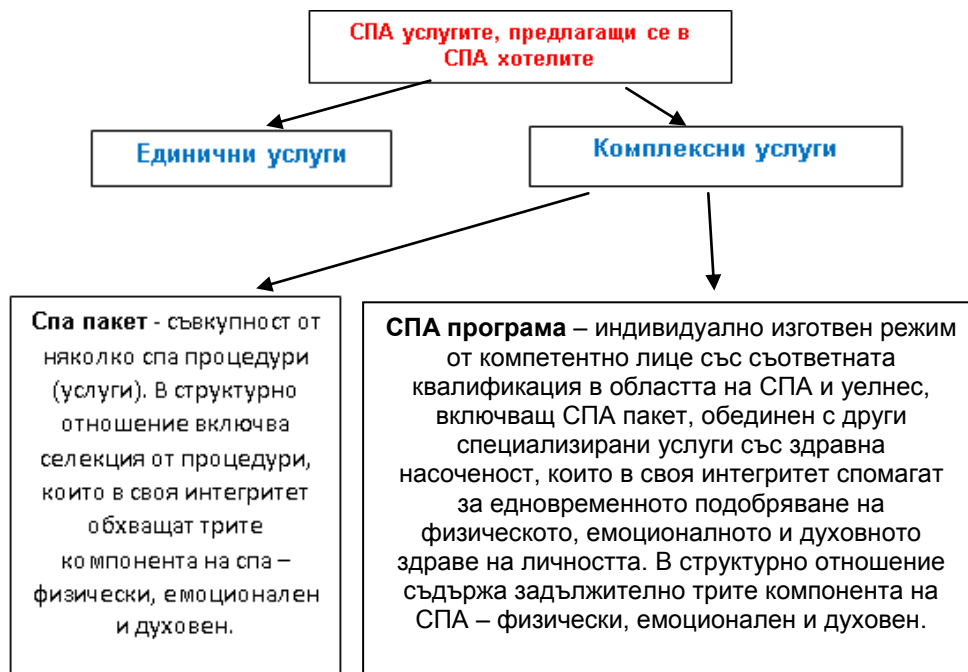 СПА услугите, предлагащи се в
СПА хотелите
Единични услуги
Комплексни услуги
Спа пакет - съвкупност от
няколко спа процедури
(услуги). В структурно
отношение включва
селекция от процедури,
които в своя интегритет
обхващат трите
компонента на спа –
физически, емоционален
и духовен.
СПА програма – индивидуално изготвен режим
от компетентно лице със съответната
квалификация в областта на СПА и уелнес,
включващ СПА пакет, обединен с други
специализирани услуги със здравна
насоченост, които в своя интегритет спомагат
за едновременното подобряване на
физическото, емоционалното и духовното
здраве на личността. В структурно отношение
съдържа задължително трите компонента на
СПА – физически, емоционален и духовен.